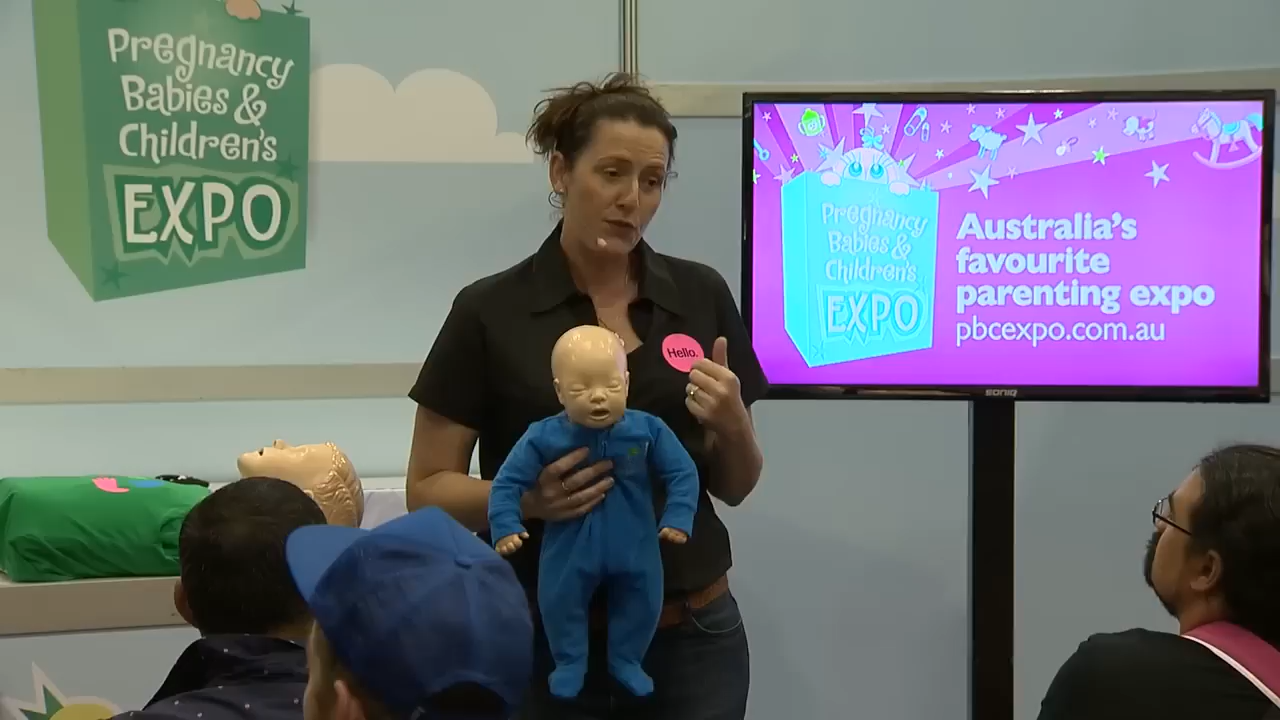 Pregnancy
Babies &
Children's
EXPO
Hello.
Pregnancy
Babies &
Children's
EXPO
Australia's
favourite
parenting expo
pbcexpo.com.au
soniq